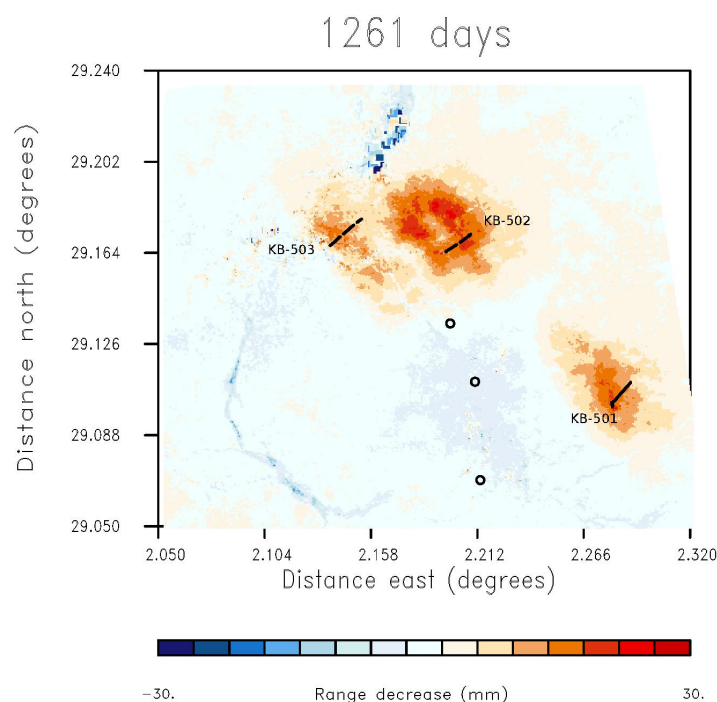 1261 days
29.240
29.202
29.164
29.126
29.088
29.050
Distance north (degrees)
KB-502
KB-503
KB-501
2.050 2.104 2.158 2.212 2.266 2.320
Distance east (degrees)
-30. Range decrease (mm) 30.